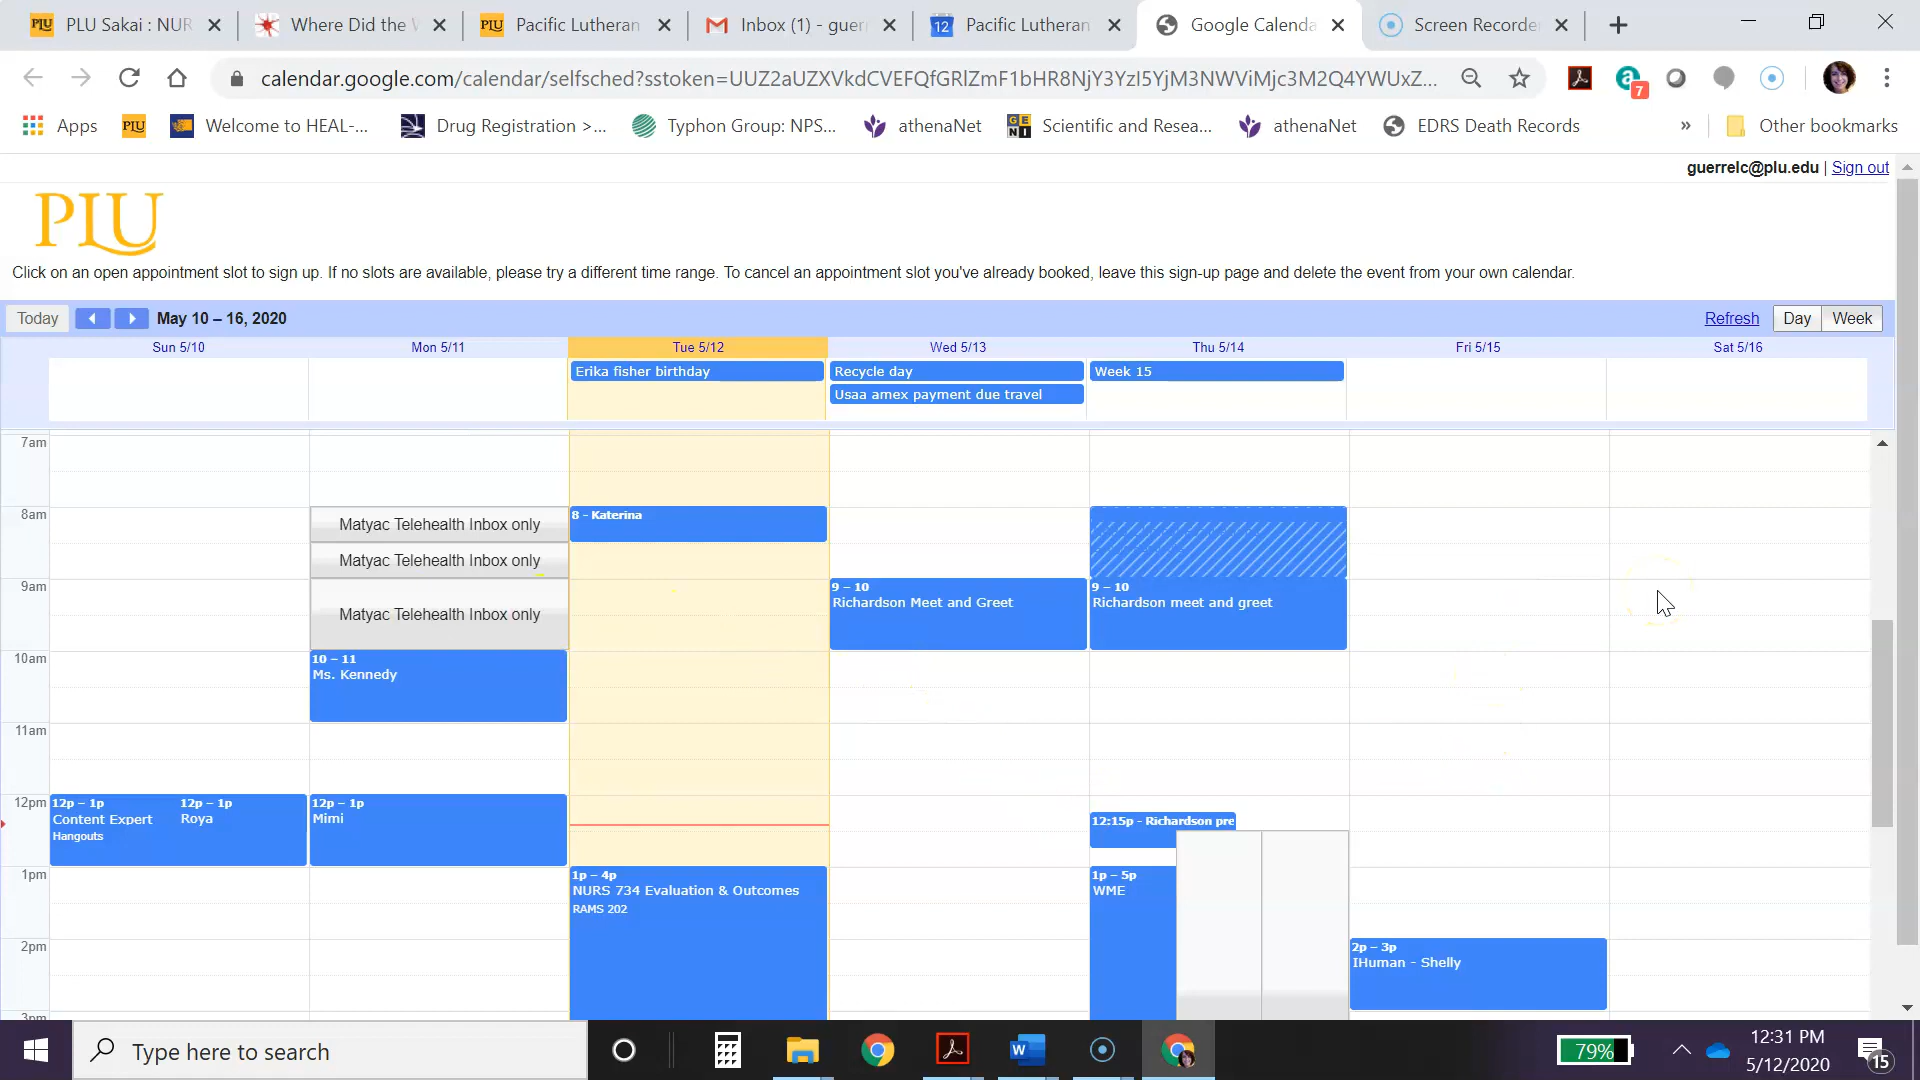 PLU Sakai : NUR
Where Did the
Pacific Lutheran
Inbox (1) - guer
12
Pacific Lutheran
Google Calenda
Screen Recorde
calendar.google.com/calendar/selfsched?sstoken=
7
Apps
PLU
Welcome to HEAL-...
Drug Registration >...
Typhon Group: NPS...
athenaNet
GENI
Scientific and Resea...
athenaNet
EDRS Death Records
»
Other bookmarks
guerrelc@plu.edu | Sign out
PLU
Click on an open appointment slot to sign up. If no slots are available, please try a different time range. To cancel an appointment slot you've already booked, leave this sign-up page and delete the event from your own calendar.
Today
May 10 – 16, 2020
Refresh
Day
Week
Sun 5/10
Mon 5/11
Tue 5/12
Wed 5/13
Thu 5/14
Fri 5/15
Sat 5/16
Erika fisher birthday
Recycle day
Week 15
Usaa amex payment due travel
7am
8am
Matyac Telehealth Inbox only
8 - Katerina
Matyac Telehealth Inbox only
9am
Matyac Telehealth Inbox only
9 – 10
Richardson Meet and Greet
9 – 10
Richardson meet and greet
10am
10 – 11
Ms. Kennedy
11am
12pm
12p – 1p
Content Expert
Hangouts
12p – 1p
Roya
12p – 1p
Mimi
12:15p - Richardson pre
1pm
1p – 4p
NURS 734 Evaluation & Outcomes
RAMS 202
1p – 5p
WME
2pm
2p – 3p
IHuman - Shelly
3pm
Type here to search
79%
12:31 PM
5/12/2020
15